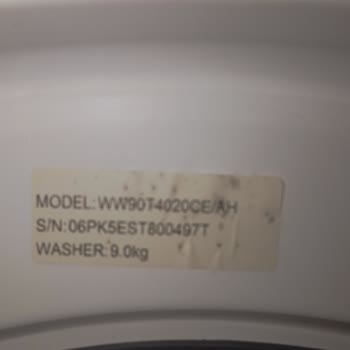 MODEL: WW90T4020CE/AH
S/N: 06PK5EST800497T
WASHER: 9.0kg